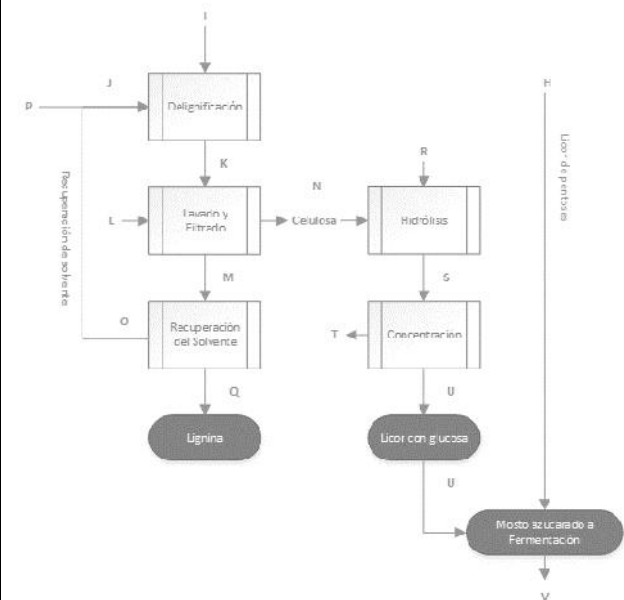 I
J
P
Delignificación
H
K
R
N
L
Lavado y
Filtrado
Celulosa
Hidrólisis
Licor de pentosas
Recuperación de solvente
M
S
O
Recuperación
del Solvente
T
Concentración
Q
U
Lignina
Licor con glucosa
U
Mosto azucarado a
Fermentación
V